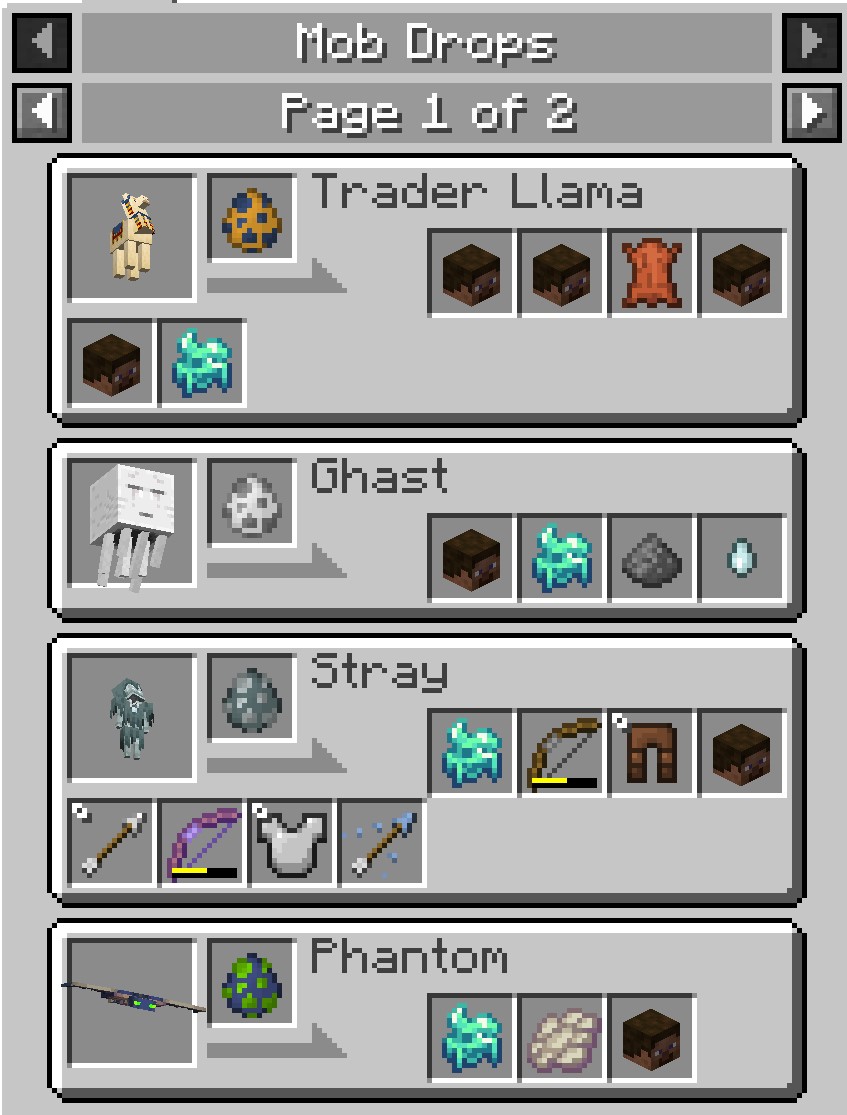 Mob Drops
Page 1 of 2
Trader Llama
Ghast
Stray
Phantom